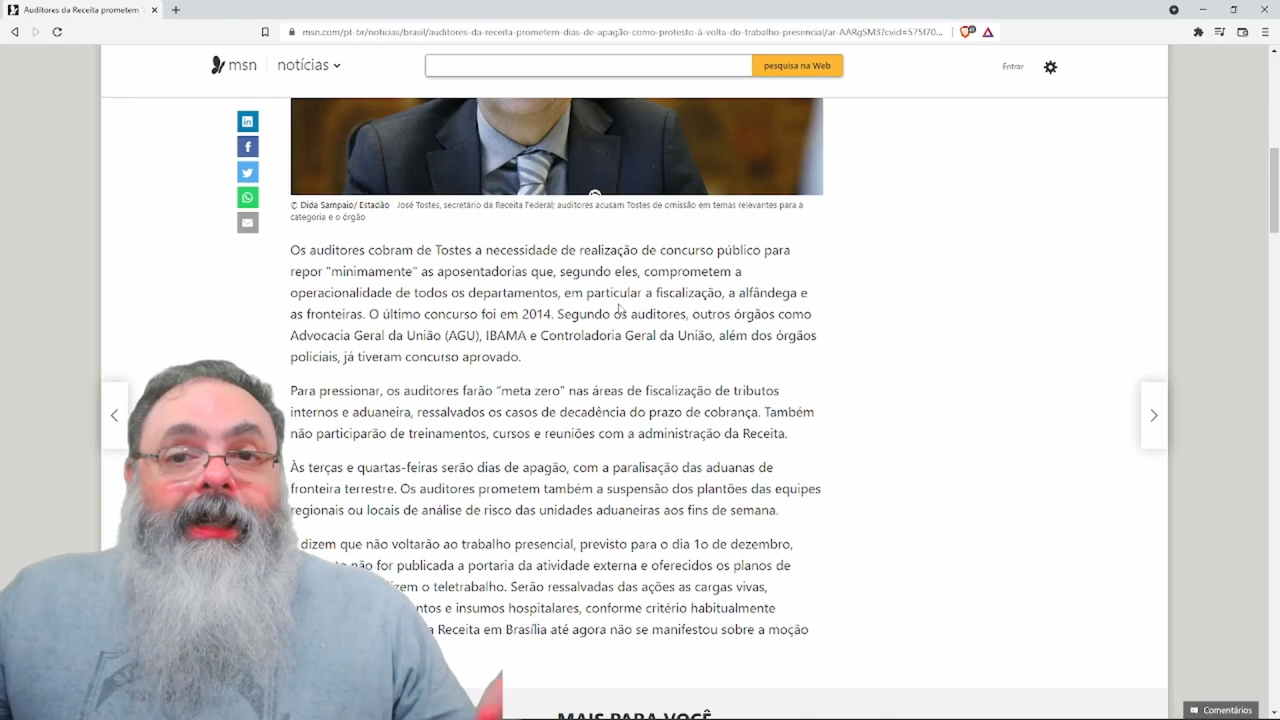 Auditores da Receita prometem
msn.com/pt-br/noticias/brasil/auditores-da-receita-prometem-dias-de-apagão-como-protesto-à-volta-do-trabalho-presencial/ar-AARgSM3?cvid=575f70...
msn
notícias
pesquisa na Web
Entrar
© Dida Sampaio/ Estadão José Tostes, secretário da Receita Federal; auditores acusam Tostes de omissão em temas relevantes para a
categoria e o órgão
Os auditores cobram de Tostes a necessidade de realização de concurso público para
repor "minimamente" as aposentadorias que, segundo eles, comprometem a
operacionalidade de todos os departamentos, em particular a fiscalização, a alfândega e
as fronteiras. O último concurso foi em 2014. Segundo os auditores, outros órgãos como
Advocacia Geral da União (AGU), IBAMA e Controladoria Geral da União, além dos órgãos
policiais, já tiveram concurso aprovado.
Para pressionar, os auditores farão "meta zero" nas áreas de fiscalização de tributos
internos e aduaneira, ressalvados os casos de decadência do prazo de cobrança. Também
não participarão de treinamentos, cursos e reuniões com a administração da Receita.
Às terças e quartas-feiras serão dias de apagão, com a paralisação das aduanas de
fronteira terrestre. Os auditores prometem também a suspensão dos plantões das equipes
regionais ou locais de análise de risco das unidades aduaneiras aos fins de semana.
dizem que não voltarão ao trabalho presencial, previsto para o dia 1o de dezembro,
não for publicada a portaria da atividade externa e oferecidos os planos de
o teletrabalho. Serão ressalvadas das ações as cargas vivas,
e insumos hospitalares, conforme critério habitualmente
a Receita em Brasília até agora não se manifestou sobre a moção
MAIS PARA VOCÊ
Comentários